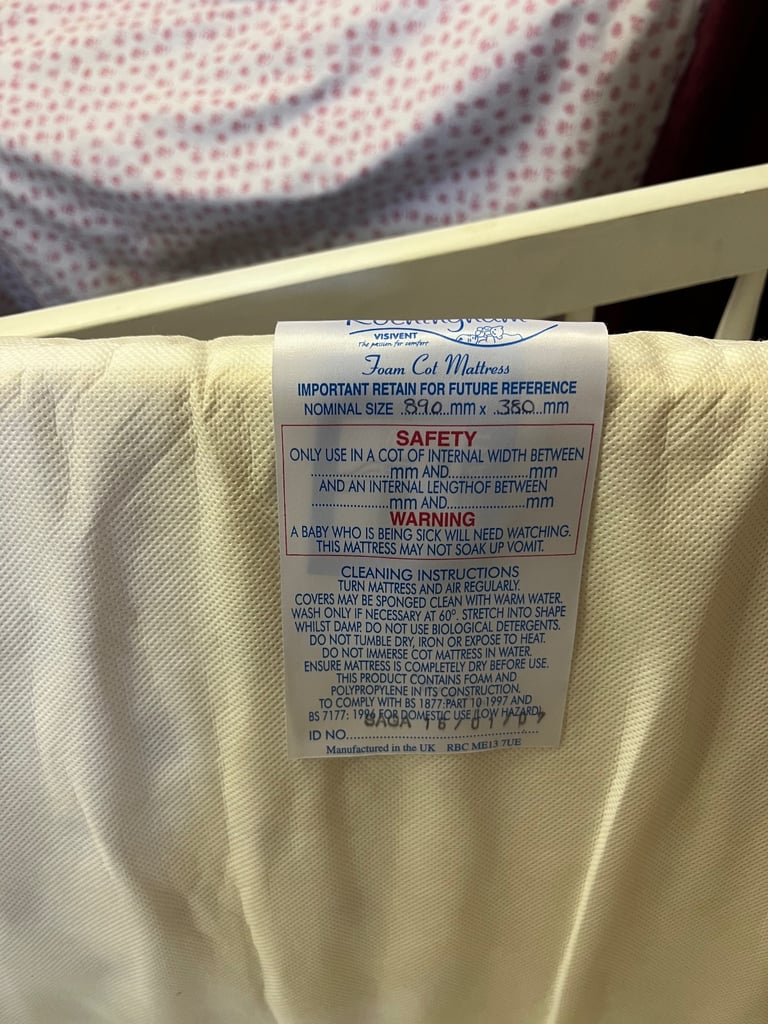 Rockingham
VISIVENT
The passion for comfort
Foam Cot Mattress
IMPORTANT RETAIN FOR FUTURE REFERENCE
NOMINAL SIZE ..890..mm x ..380..mm
SAFETY
ONLY USE IN A COT OF INTERNAL WIDTH BETWEEN
....................mm AND....................mm
AND AN INTERNAL LENGTHOF BETWEEN
....................mm AND....................mm
WARNING
A BABY WHO IS BEING SICK WILL NEED WATCHING.
THIS MATTRESS MAY NOT SOAK UP VOMIT.
CLEANING INSTRUCTIONS
TURN MATTRESS AND AIR REGULARLY.
COVERS MAY BE SPONGED CLEAN WITH WARM WATER.
WASH ONLY IF NECESSARY AT 60°. STRETCH INTO SHAPE
WHILST DAMP. DO NOT USE BIOLOGICAL DETERGENTS.
DO NOT TUMBLE DRY, IRON OR EXPOSE TO HEAT.
DO NOT IMMERSE COT MATTRESS IN WATER.
ENSURE MATTRESS IS COMPLETELY DRY BEFORE USE.
THIS PRODUCT CONTAINS FOAM AND
POLYPROPYLENE IN ITS CONSTRUCTION.
TO COMPLY WITH BS 1877:PART 10 1997 AND
BS 7177: 1996 FOR DOMESTIC USE (LOW HAZARD)
SAGA 16/01/07
ID NO..................................................
Manufactured in the UK RBC ME13 7UE